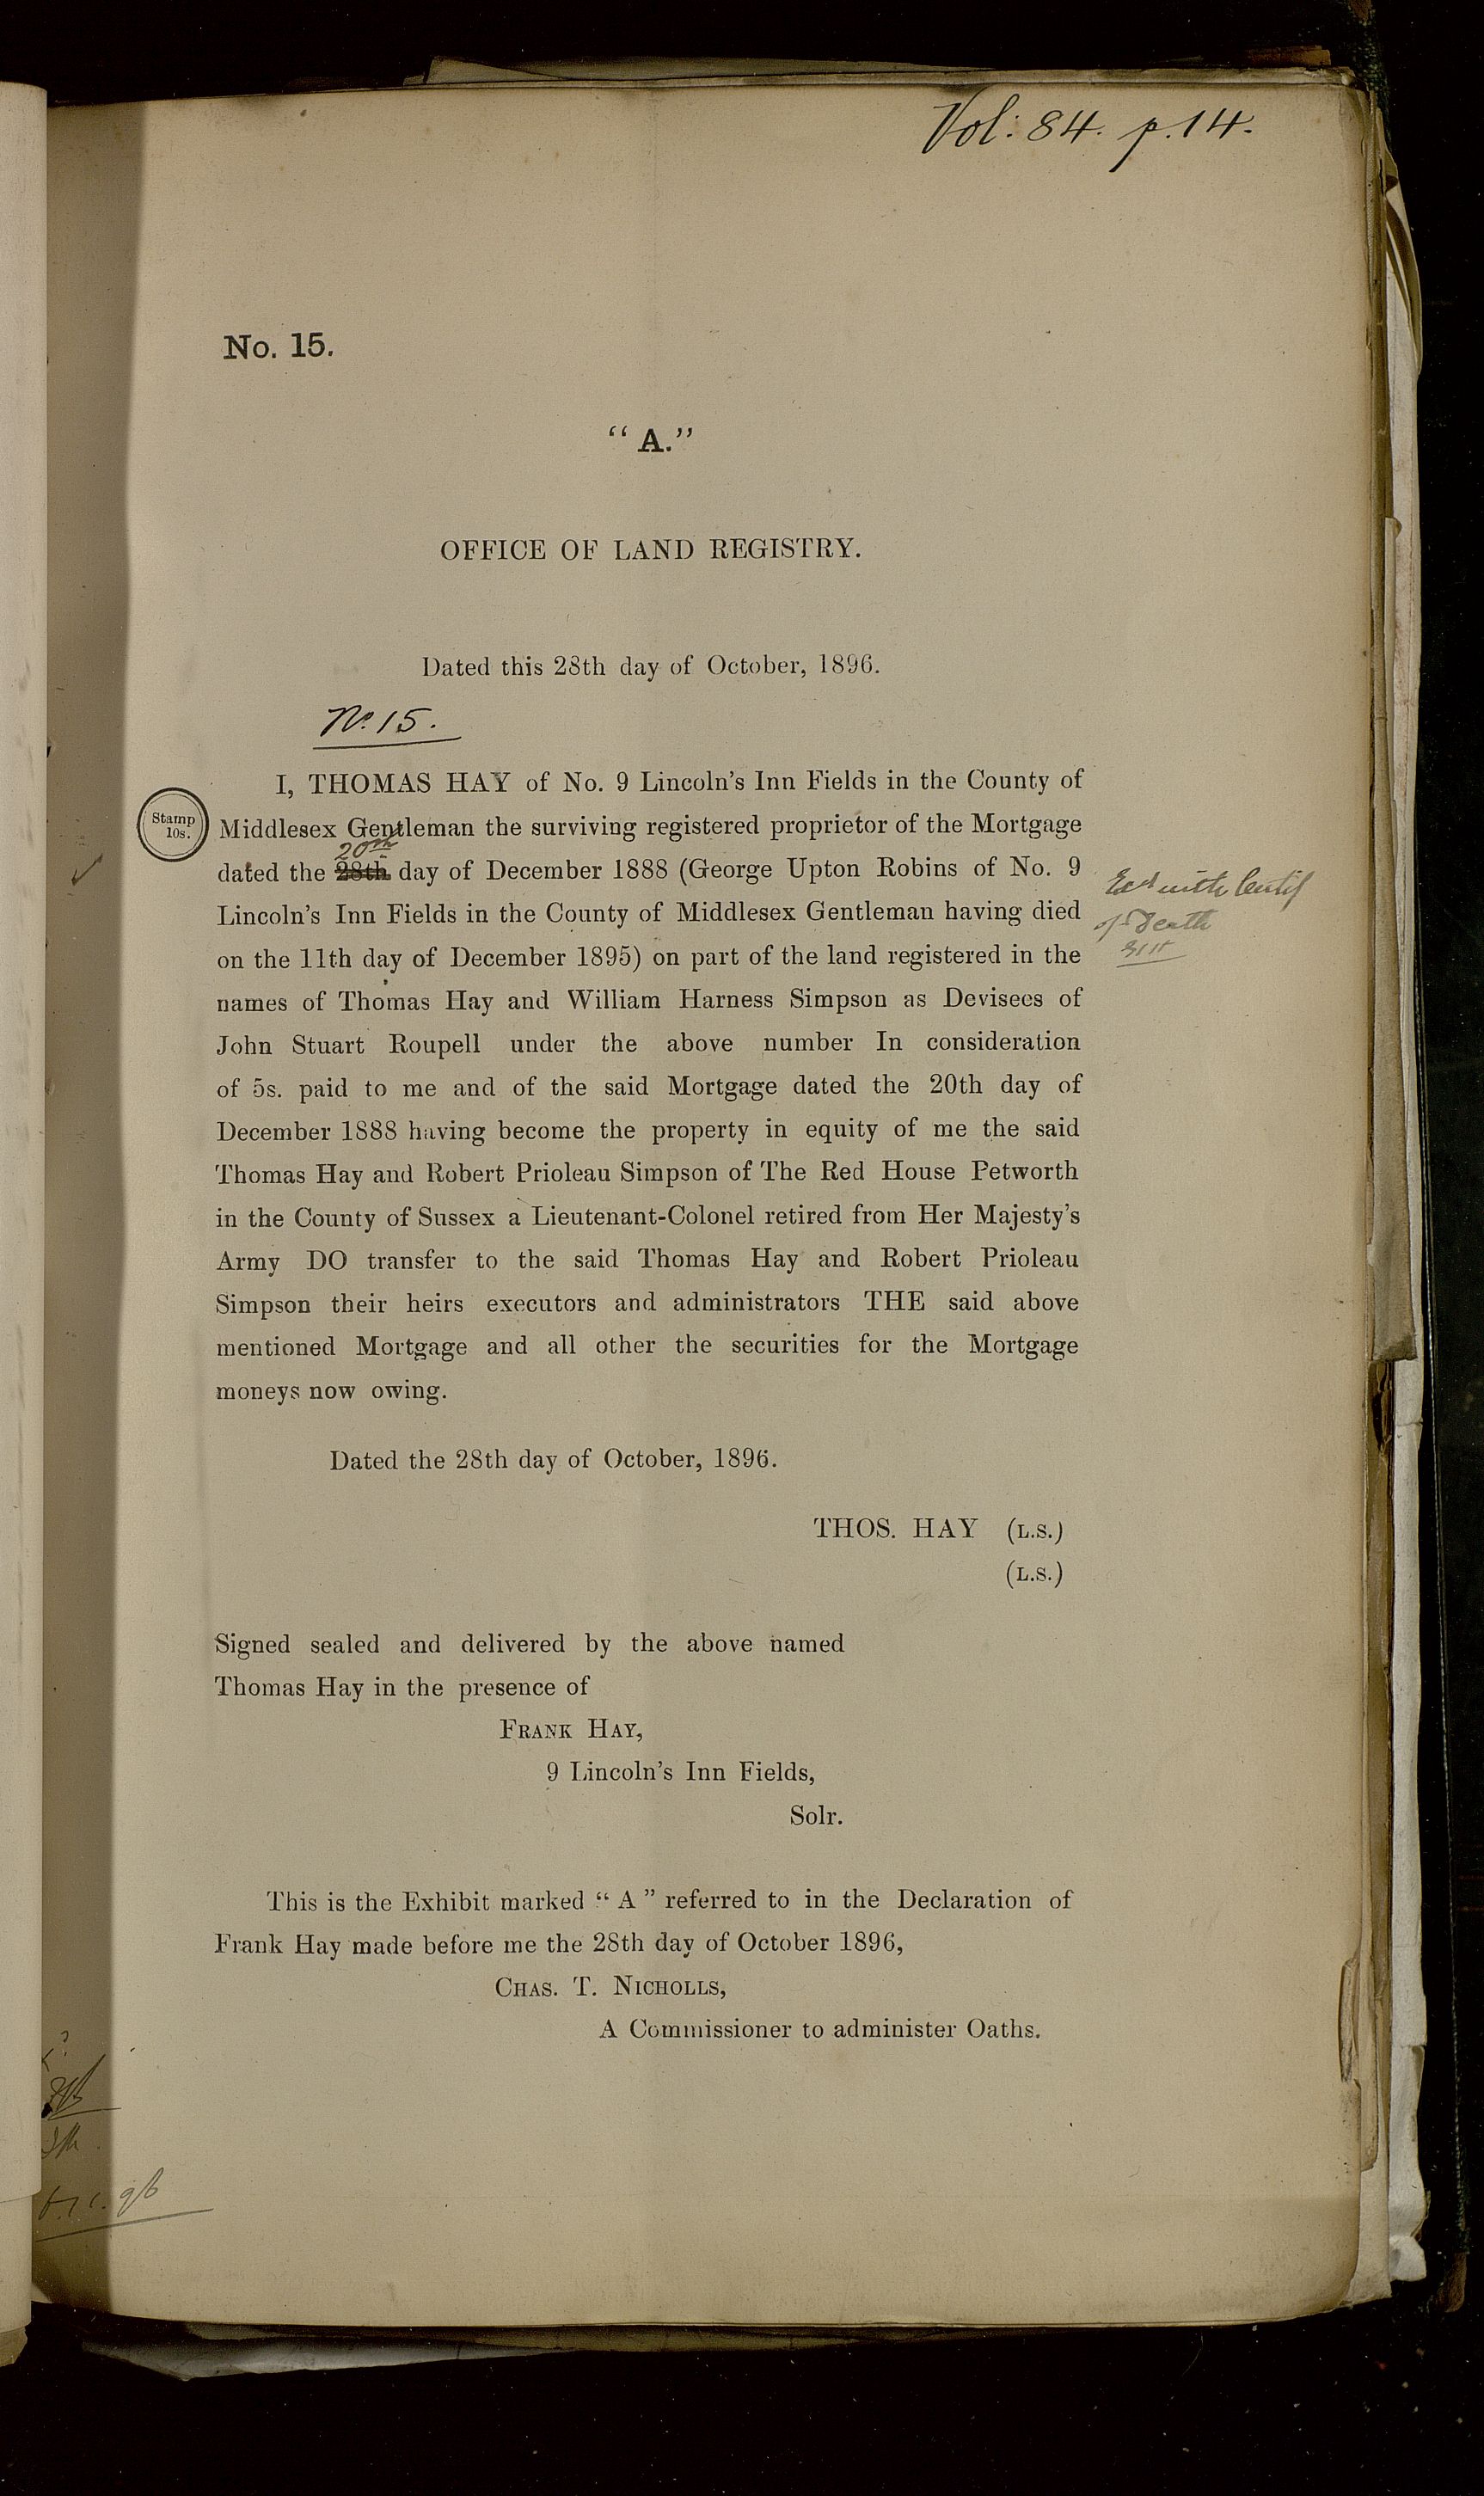 Vol: 84. p. 14.
No. 15.
“ A.”
OFFICE OF LAND REGISTRY.
Dated this 28th day of October, 1896.
No. 15.
I, THOMAS HAY of No. 9 Lincoln’s Inn Fields in the County of
Stamp
10s.
Middlesex Gentleman the surviving registered proprietor of the Mortgage
20th
dated the 28th day of December 1888 (George Upton Robins of No. 9
Lincoln’s Inn Fields in the County of Middlesex Gentleman having died
on the 11th day of December 1895) on part of the land registered in the
names of Thomas Hay and William Harness Simpson as Devisees of
John Stuart Roupell under the above number In consideration
of 5s. paid to me and of the said Mortgage dated the 20th day of
December 1888 having become the property in equity of me the said
Thomas Hay and Robert Prioleau Simpson of The Red House Petworth
in the County of Sussex a Lieutenant-Colonel retired from Her Majesty’s
Army DO transfer to the said Thomas Hay and Robert Prioleau
Simpson their heirs executors and administrators THE said above
mentioned Mortgage and all other the securities for the Mortgage
moneys now owing.
with Certif
of Death
Dated the 28th day of October, 1896.
THOS. HAY (L.S.)
(L.S.)
Signed sealed and delivered by the above named
Thomas Hay in the presence of
FRANK HAY,
9 Lincoln’s Inn Fields,
Solr.
This is the Exhibit marked “ A ” referred to in the Declaration of
Frank Hay made before me the 28th day of October 1896,
CHAS. T. NICHOLLS,
A Commissioner to administer Oaths.